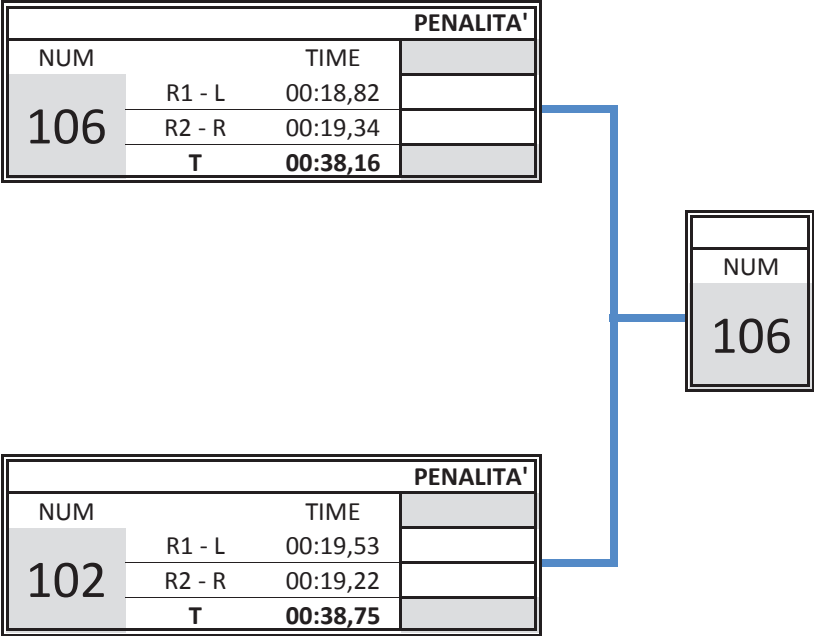 PENALITA'
NUM TIME
106
R1 - L 00:18,82
R2 - R 00:19,34
T 00:38,16
NUM
106
PENALITA'
NUM TIME
102
R1 - L 00:19,53
R2 - R 00:19,22
T 00:38,75